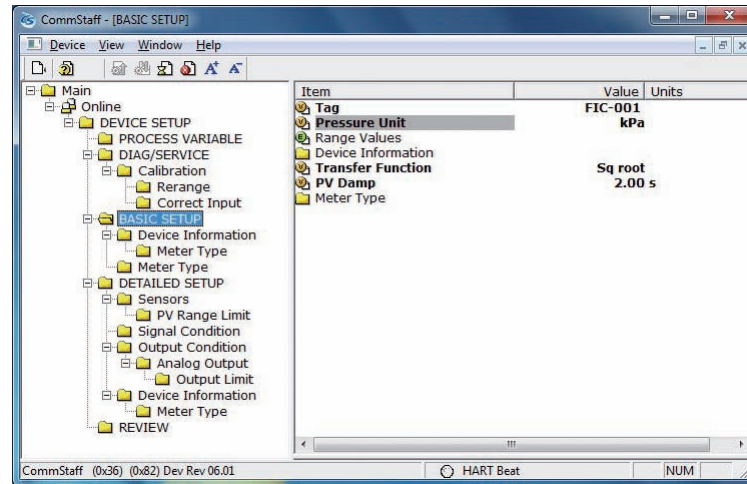 CommStaff - [BASIC SETUP]
Device View Window Help
Main
Online
DEVICE SETUP
PROCESS VARIABLE
DIAG/SERVICE
Calibration
Rerange
Correct Input
BASIC SETUP
Device Information
Meter Type
Meter Type
DETAILED SETUP
Sensors
PV Range Limit
Signal Condition
Output Condition
Analog Output
Output Limit
Device Information
Meter Type
REVIEW
Item Value Units
Tag FIC-001
Pressure Unit kPa
Range Values
Device Information
Transfer Function Sq root
PV Damp 2.00 s
Meter Type
CommStaff (0x36) (0x82) Dev Rev 06.01 HART Beat NUM